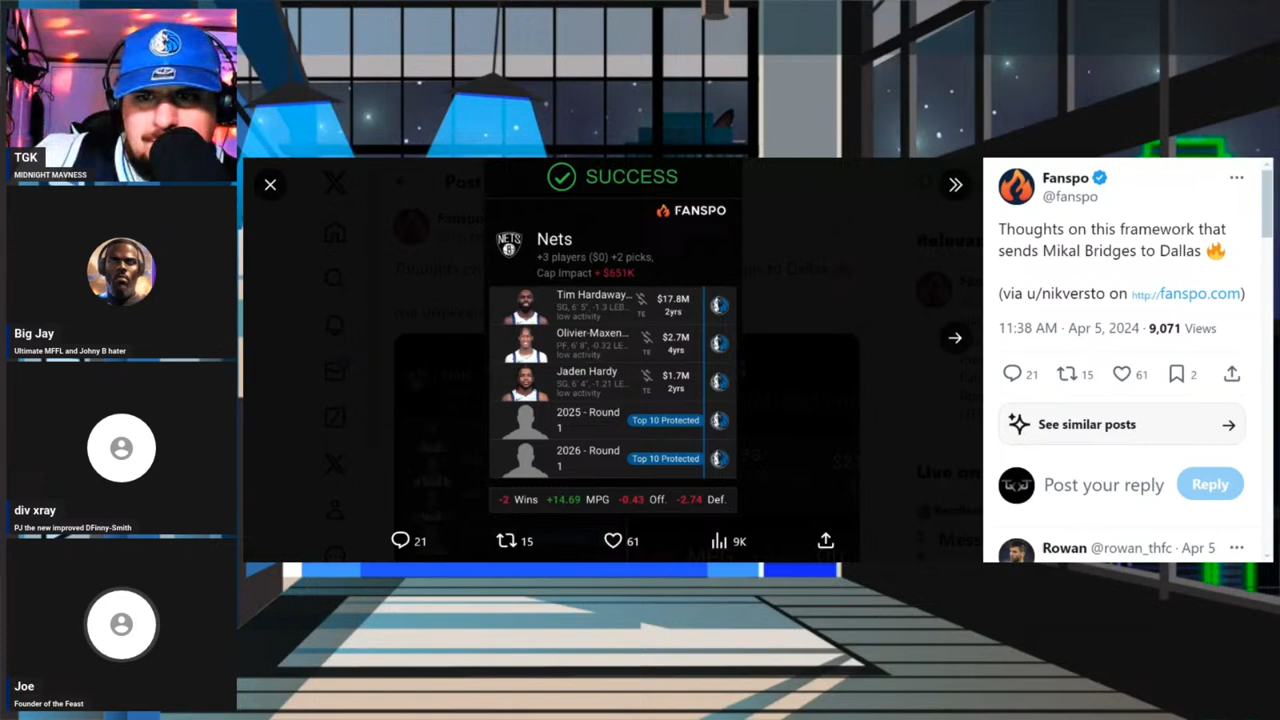 TGK
MIDNIGHT MAVNESS
Big Jay
Ultimate MFFL and Johny B hater
div xray
PJ the new improved DFinny-Smith
Joe
Founder of the Feast
SUCCESS
FANSPO
NETS
Nets
+3 players ($0) +2 picks,
Cap Impact + $651K
Tim Hardaway... $17.8M
SG, 6' 5", -1.3 LEB... TE 2yrs
low activity
Olivier-Maxen... $2.7M
PF, 6' 8", -0.32 LE... TE 4yrs
low activity
Jaden Hardy $1.7M
SG, 6' 4", -1.21 LE... TE 2yrs
low activity
2025 - Round
1
Top 10 Protected
2026 - Round
1
Top 10 Protected
-2 Wins +14.69 MPG -0.43 Off. -2.74 Def.
21 15 61 9K
Post
Fanspo
@fanspo
Thoughts on this framework that
sends Mikal Bridges to Dallas
(via u/nikversto on http://fanspo.com)
11:38 AM · Apr 5, 2024 · 9,071 Views
21 15 61 2
See similar posts
Post your reply
Reply
Rowan @rowan_thfc · Apr 5